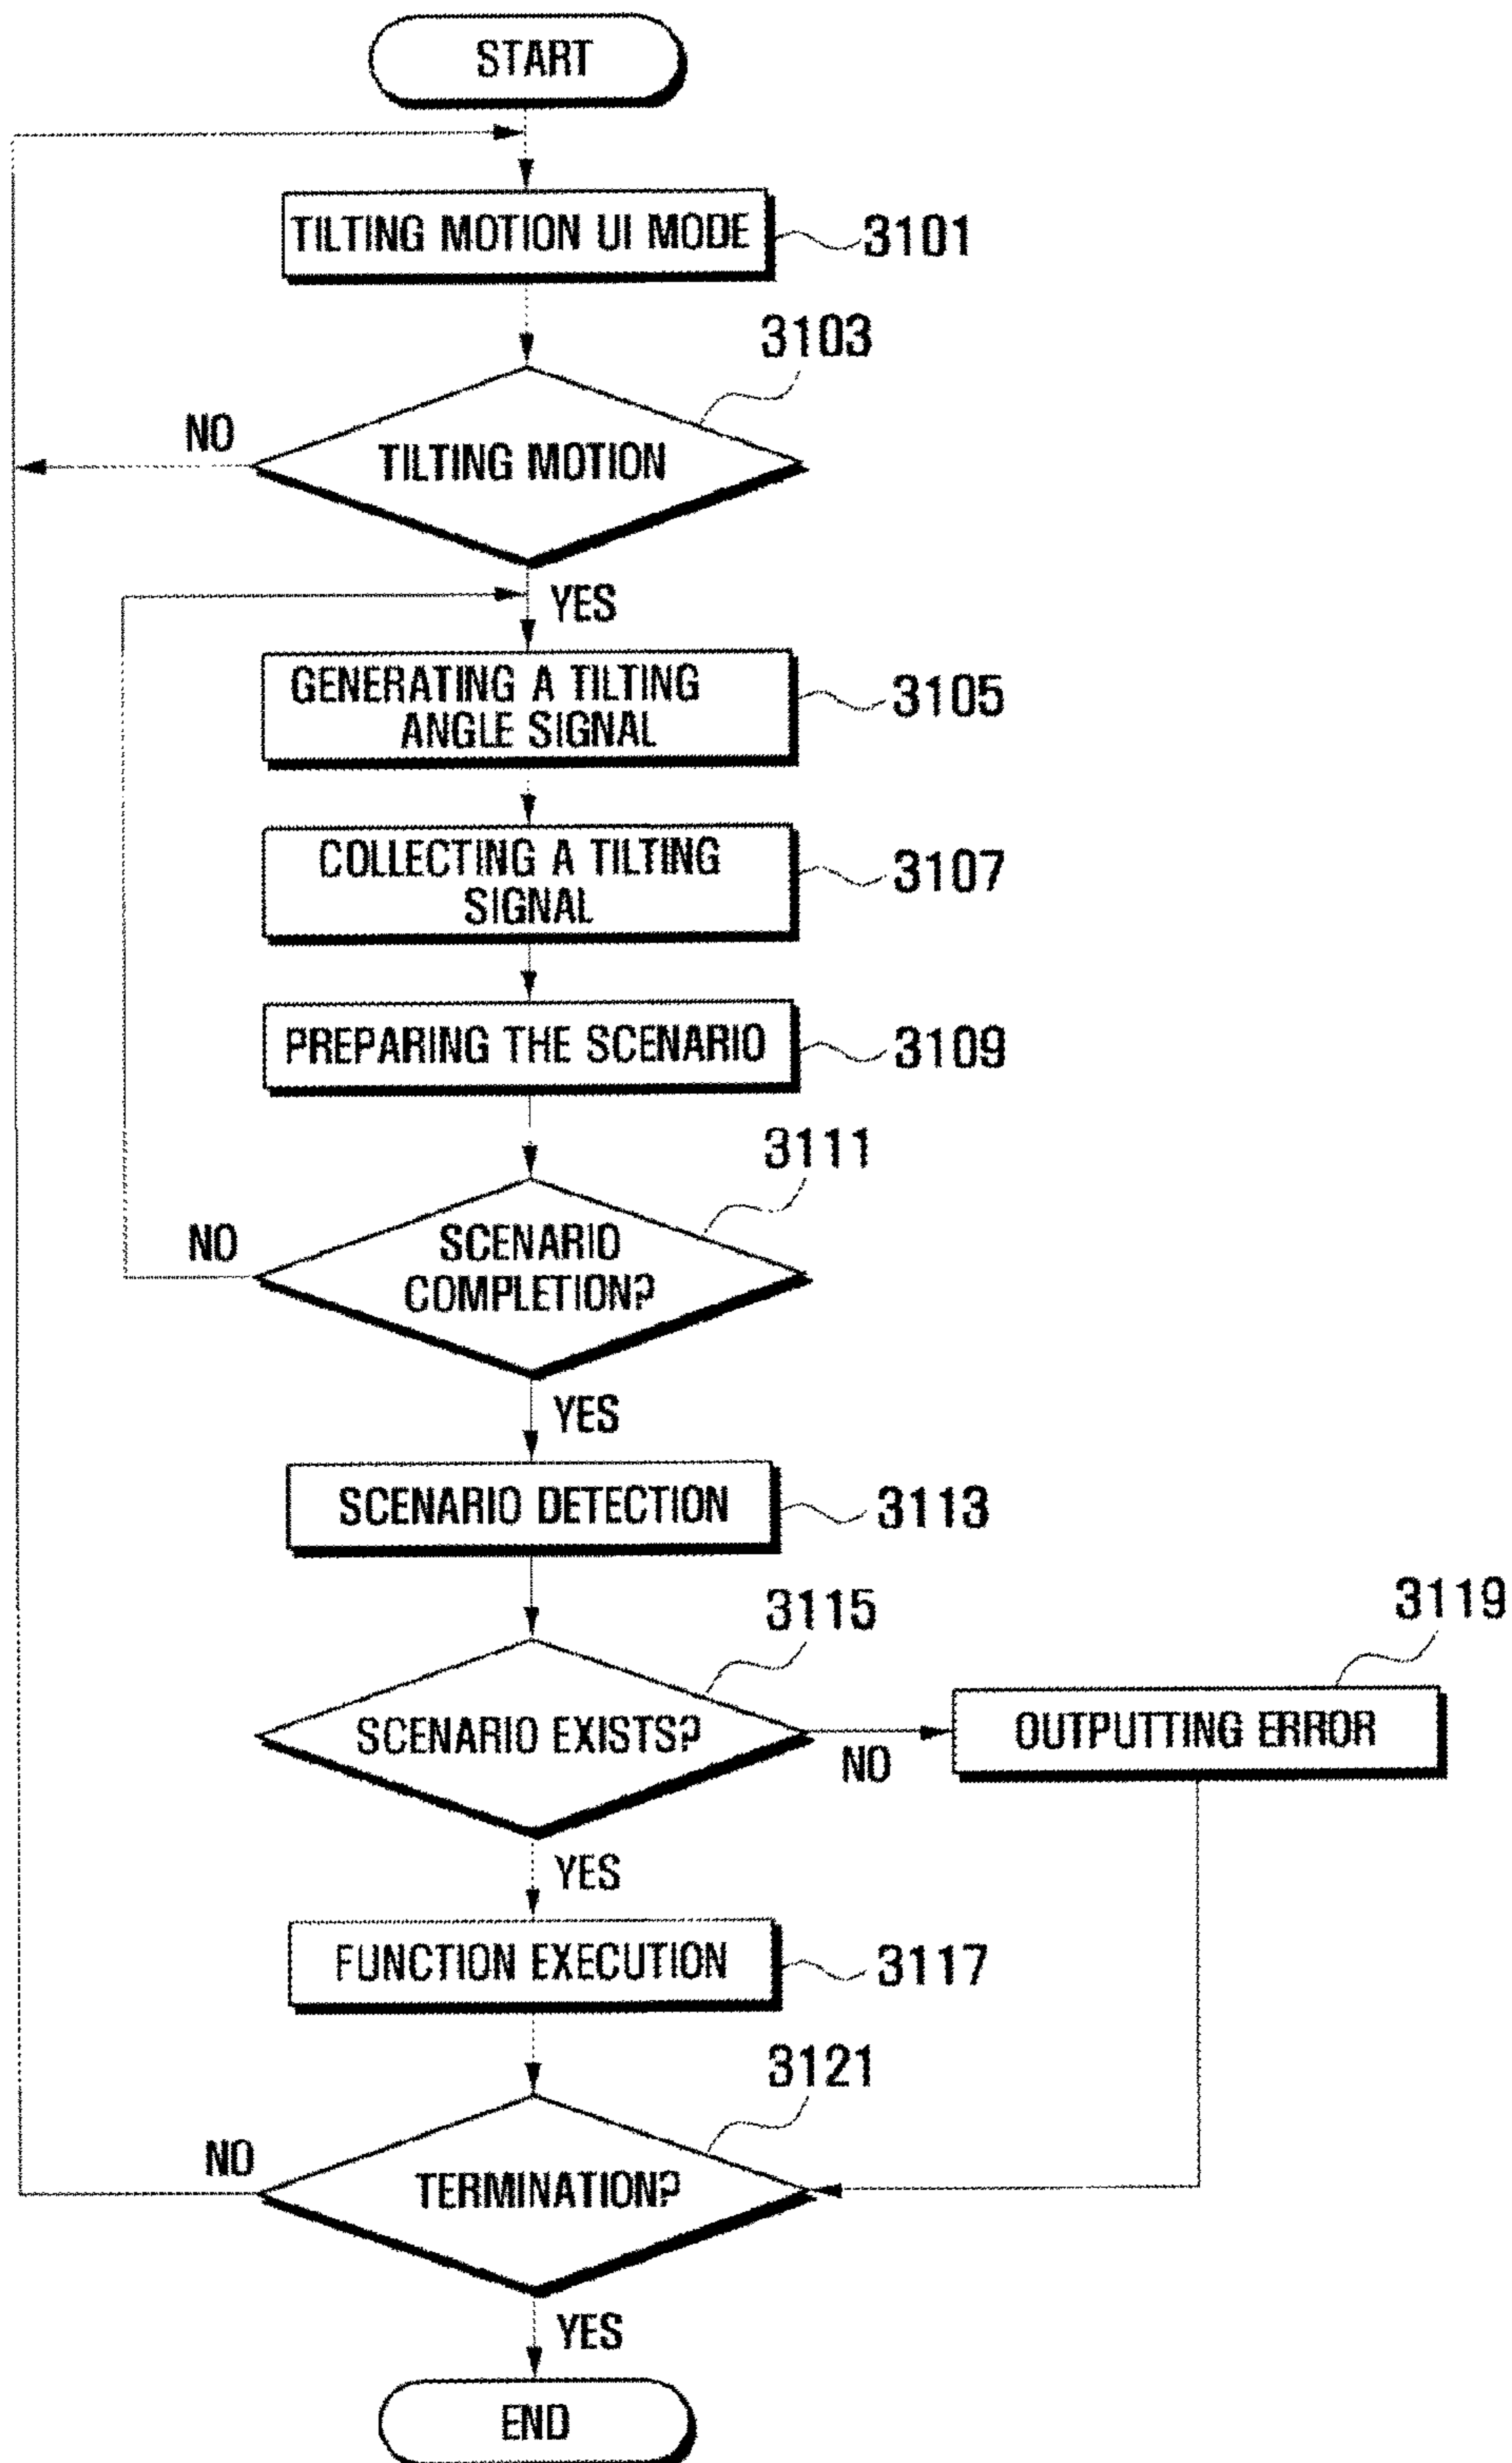 START
TILTING MOTION UI MODE
3101
3103
NO
TILTING MOTION
YES
GENERATING A TILTING
ANGLE SIGNAL
3105
COLLECTING A TILTING
SIGNAL
3107
PREPARING THE SCENARIO
3109
3111
NO
SCENARIO
COMPLETION?
YES
SCENARIO DETECTION
3113
3115
3119
SCENARIO EXISTS?
NO
OUTPUTTING ERROR
YES
FUNCTION EXECUTION
3117
3121
NO
TERMINATION?
YES
END